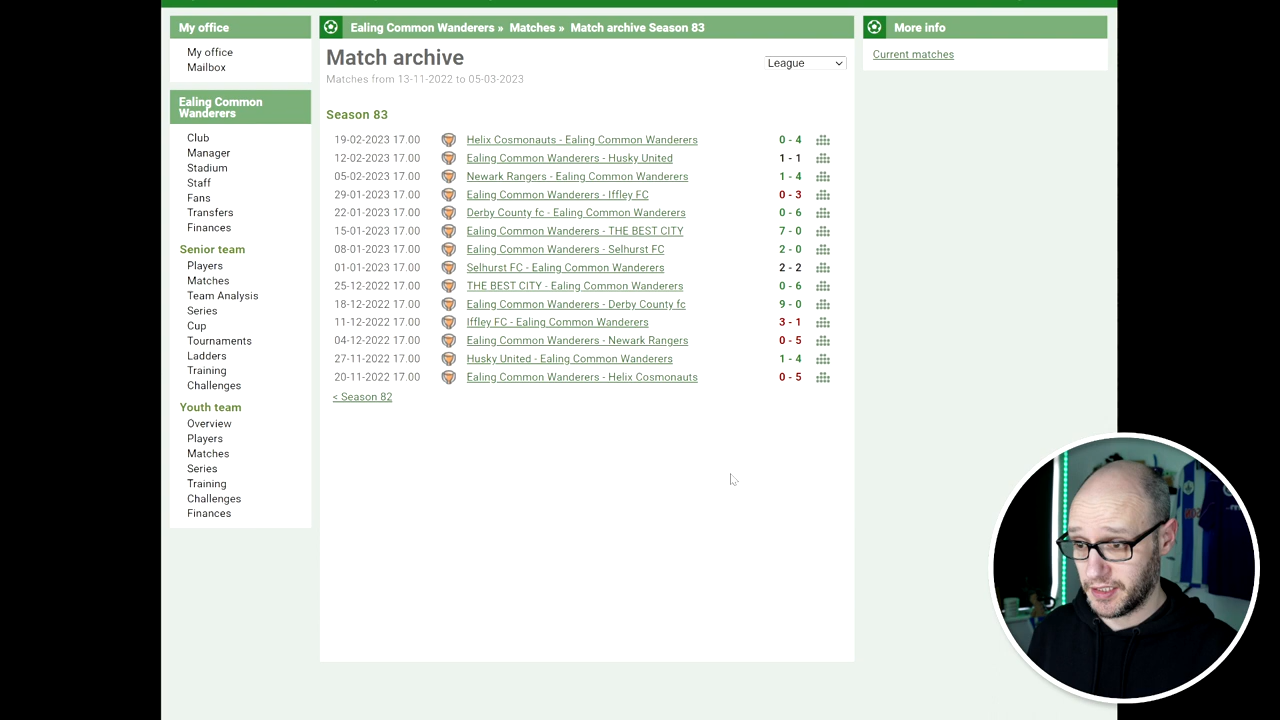 My office
My office
Mailbox
Ealing Common
Wanderers
Club
Manager
Stadium
Staff
Fans
Transfers
Finances
Senior team
Players
Matches
Team Analysis
Series
Cup
Tournaments
Ladders
Training
Challenges
Youth team
Overview
Players
Matches
Series
Training
Challenges
Finances
Ealing Common Wanderers » Matches » Match archive Season 83
Match archive
League
Matches from 13-11-2022 to 05-03-2023
Season 83
19-02-2023 17.00 Helix Cosmonauts - Ealing Common Wanderers 0 - 4
12-02-2023 17.00 Ealing Common Wanderers - Husky United 1 - 1
05-02-2023 17.00 Newark Rangers - Ealing Common Wanderers 1 - 4
29-01-2023 17.00 Ealing Common Wanderers - Iffley FC 0 - 3
22-01-2023 17.00 Derby County fc - Ealing Common Wanderers 0 - 6
15-01-2023 17.00 Ealing Common Wanderers - THE BEST CITY 7 - 0
08-01-2023 17.00 Ealing Common Wanderers - Selhurst FC 2 - 0
01-01-2023 17.00 Selhurst FC - Ealing Common Wanderers 2 - 2
25-12-2022 17.00 THE BEST CITY - Ealing Common Wanderers 0 - 6
18-12-2022 17.00 Ealing Common Wanderers - Derby County fc 9 - 0
11-12-2022 17.00 Iffley FC - Ealing Common Wanderers 3 - 1
04-12-2022 17.00 Ealing Common Wanderers - Newark Rangers 0 - 5
27-11-2022 17.00 Husky United - Ealing Common Wanderers 1 - 4
20-11-2022 17.00 Ealing Common Wanderers - Helix Cosmonauts 0 - 5
< Season 82
More info
Current matches